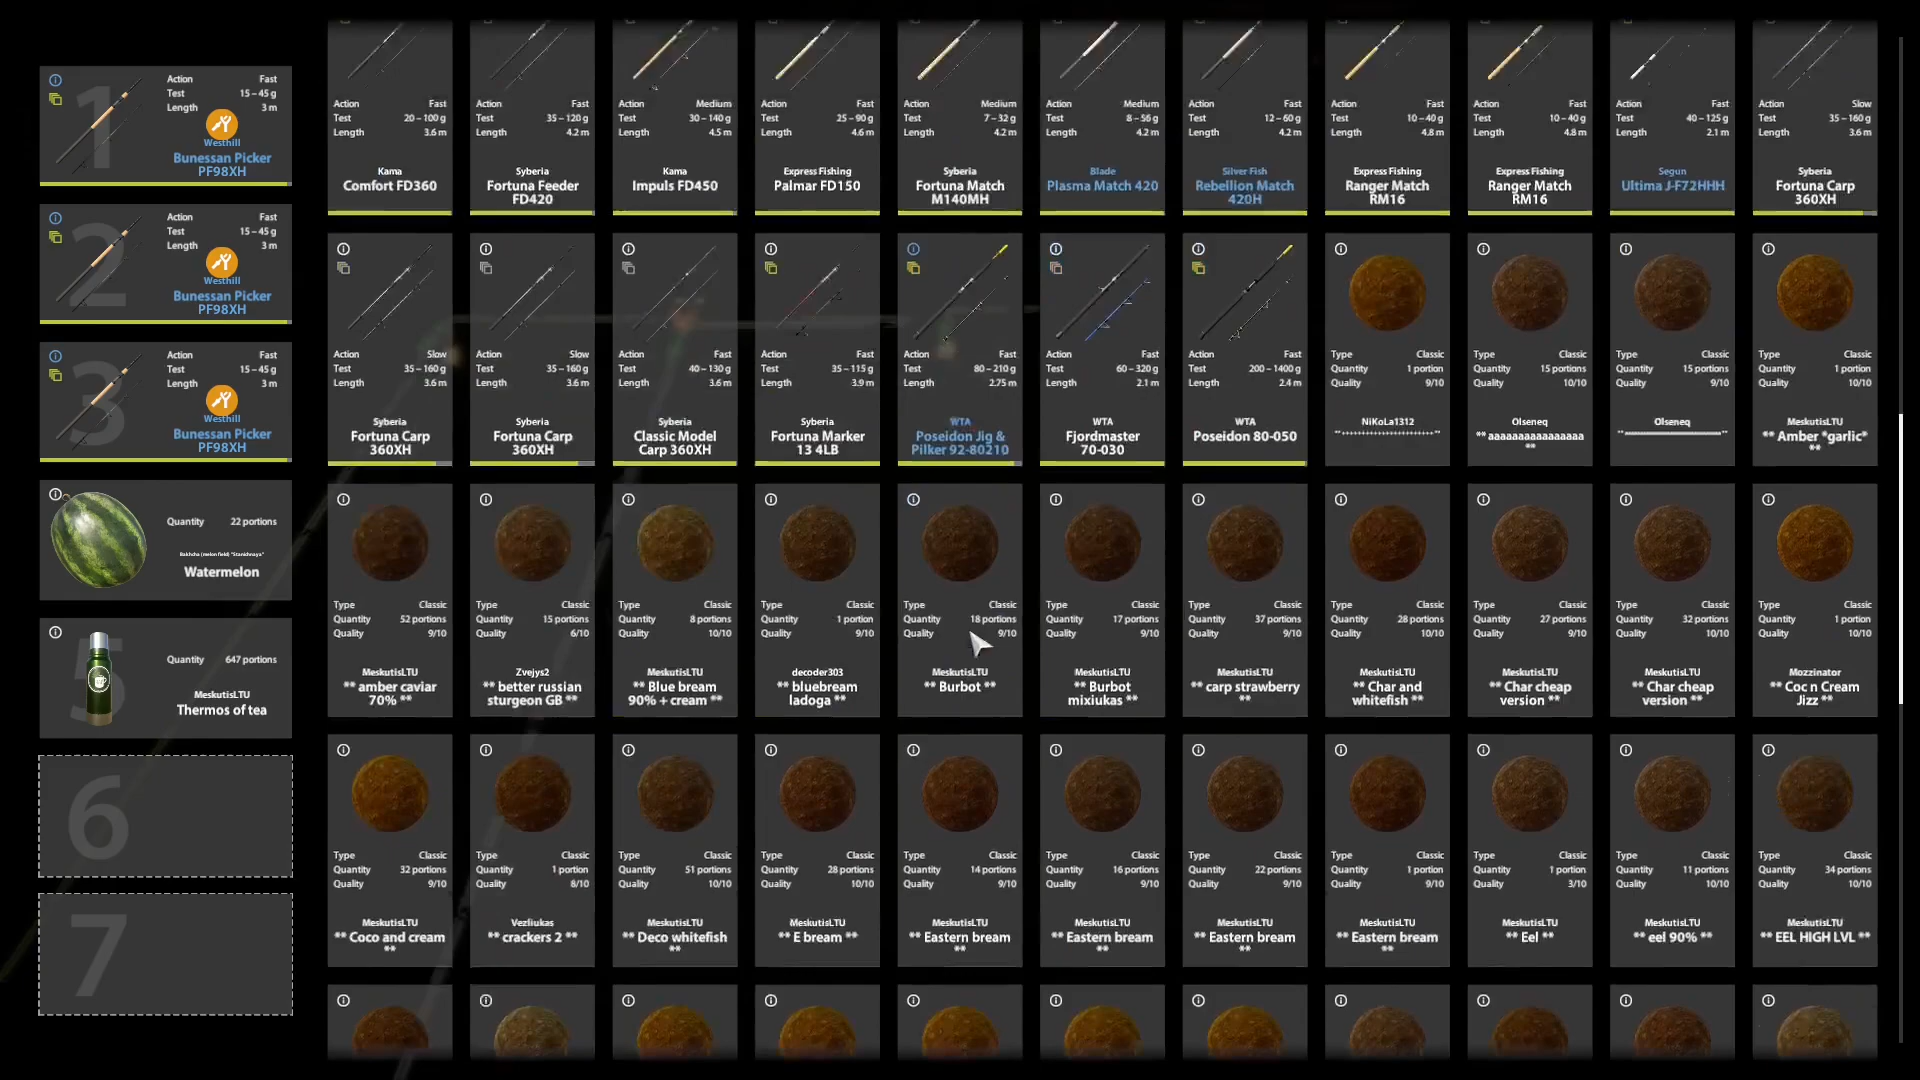 1
Action Fast
Test 15 – 45 g
Length 3 m
Westhill
Bunessan Picker
PF98XH
2
Action Fast
Test 15 – 45 g
Length 3 m
Westhill
Bunessan Picker
PF98XH
3
Action Fast
Test 15 – 45 g
Length 3 m
Westhill
Bunessan Picker
PF98XH
Quantity 22 portions
Bakhcha (melon field) "Stanichnaya"
Watermelon
5
Quantity 647 portions
MeskutisLTU
Thermos of tea
6
7
Action Fast
Test 20 – 100 g
Length 3.6 m
Kama
Comfort FD360
Action Fast
Test 35 – 120 g
Length 4.2 m
Syberia
Fortuna Feeder
FD420
Action Medium
Test 30 – 140 g
Length 4.5 m
Kama
Impuls FD450
Action Fast
Test 25 – 90 g
Length 4.6 m
Express Fishing
Palmar FD150
Action Medium
Test 7 – 32 g
Length 4.2 m
Syberia
Fortuna Match
M140MH
Action Medium
Test 8 – 56 g
Length 4.2 m
Blade
Plasma Match 420
Action Fast
Test 12 – 60 g
Length 4.2 m
Silver Fish
Rebellion Match
420H
Action Fast
Test 10 – 40 g
Length 4.8 m
Express Fishing
Ranger Match
RM16
Action Fast
Test 10 – 40 g
Length 4.8 m
Express Fishing
Ranger Match
RM16
Action Fast
Test 40 – 125 g
Length 2.1 m
Segun
Ultima J-F72HHH
Action Slow
Test 35 – 160 g
Length 3.6 m
Syberia
Fortuna Carp
360XH
Action Slow
Test 35 – 160 g
Length 3.6 m
Syberia
Fortuna Carp
360XH
Action Slow
Test 35 – 160 g
Length 3.6 m
Syberia
Fortuna Carp
360XH
Action Fast
Test 40 – 130 g
Length 3.6 m
Syberia
Classic Model
Carp 360XH
Action Fast
Test 35 – 115 g
Length 3.9 m
Syberia
Fortuna Marker
13 4LB
Action Fast
Test 80 – 210 g
Length 2.75 m
WTA
Poseidon Jig &
Pilker 92-80210
Action Fast
Test 60 – 320 g
Length 2.1 m
WTA
Fjordmaster
70-030
Action Fast
Test 200 – 1400 g
Length 2.4 m
WTA
Poseidon 80-050
Type Classic
Quantity 1 portion
Quality 9/10
NiKoLa1312
Type Classic
Quantity 15 portions
Quality 10/10
Olseneq
** aaaaaaaaaaaaaaa
**
Type Classic
Quantity 15 portions
Quality 9/10
Olseneq
Type Classic
Quantity 1 portion
Quality 10/10
MeskutisLTU
** Amber *garlic*
**
Type Classic
Quantity 52 portions
Quality 9/10
MeskutisLTU
** amber caviar
70% **
Type Classic
Quantity 15 portions
Quality 6/10
Zvejys2
** better russian
sturgeon GB **
Type Classic
Quantity 8 portions
Quality 10/10
MeskutisLTU
** Blue bream
90% + cream **
Type Classic
Quantity 1 portion
Quality 9/10
decoder303
** bluebream
ladoga **
Type Classic
Quantity 18 portions
Quality 9/10
MeskutisLTU
** Burbot **
Type Classic
Quantity 17 portions
Quality 9/10
MeskutisLTU
** Burbot
mixiukas **
Type Classic
Quantity 37 portions
Quality 9/10
MeskutisLTU
** carp strawberry
**
Type Classic
Quantity 28 portions
Quality 10/10
MeskutisLTU
** Char and
whitefish **
Type Classic
Quantity 27 portions
Quality 9/10
MeskutisLTU
** Char cheap
version **
Type Classic
Quantity 32 portions
Quality 10/10
MeskutisLTU
** Char cheap
version **
Type Classic
Quantity 1 portion
Quality 10/10
Mozzinator
** Coc n Cream
Jizz **
Type Classic
Quantity 32 portions
Quality 9/10
MeskutisLTU
** Coco and cream
**
Type Classic
Quantity 1 portion
Quality 8/10
Vezliukas
** crackers 2 **
Type Classic
Quantity 51 portions
Quality 10/10
MeskutisLTU
** Deco whitefish
**
Type Classic
Quantity 28 portions
Quality 10/10
MeskutisLTU
** E bream **
Type Classic
Quantity 14 portions
Quality 9/10
MeskutisLTU
** Eastern bream
**
Type Classic
Quantity 16 portions
Quality 9/10
MeskutisLTU
** Eastern bream
**
Type Classic
Quantity 22 portions
Quality 9/10
MeskutisLTU
** Eastern bream
**
Type Classic
Quantity 1 portion
Quality 9/10
MeskutisLTU
** Eastern bream
**
Type Classic
Quantity 1 portion
Quality 3/10
MeskutisLTU
** Eel **
Type Classic
Quantity 11 portions
Quality 10/10
MeskutisLTU
** eel 90% **
Type Classic
Quantity 34 portions
Quality 10/10
MeskutisLTU
** EEL HIGH LVL **